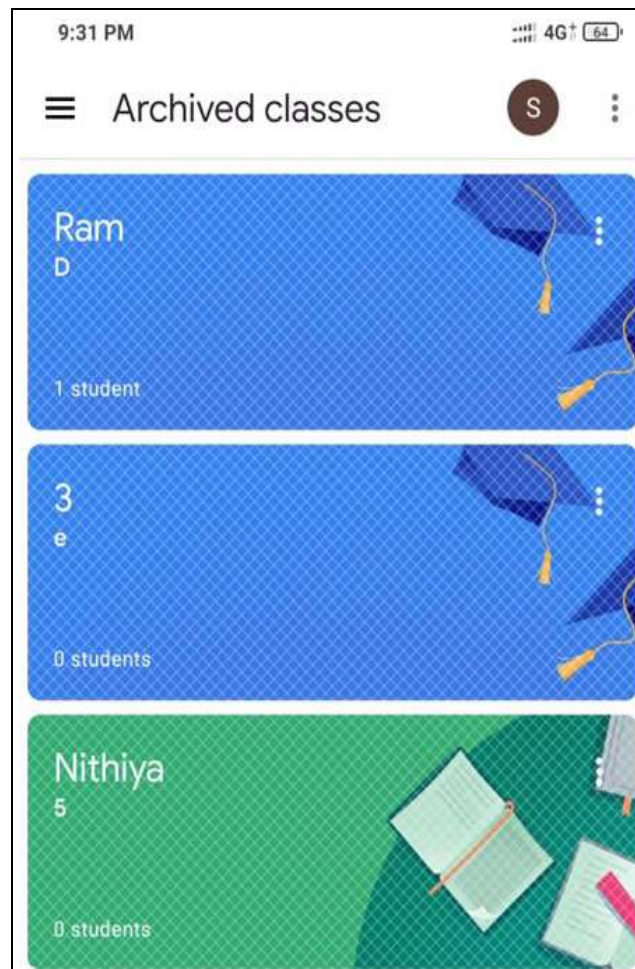 9:31 PM 4G+ 64
Archived classes S
Ram
D
1 student
3
e
0 students
Nithiya
5
0 students